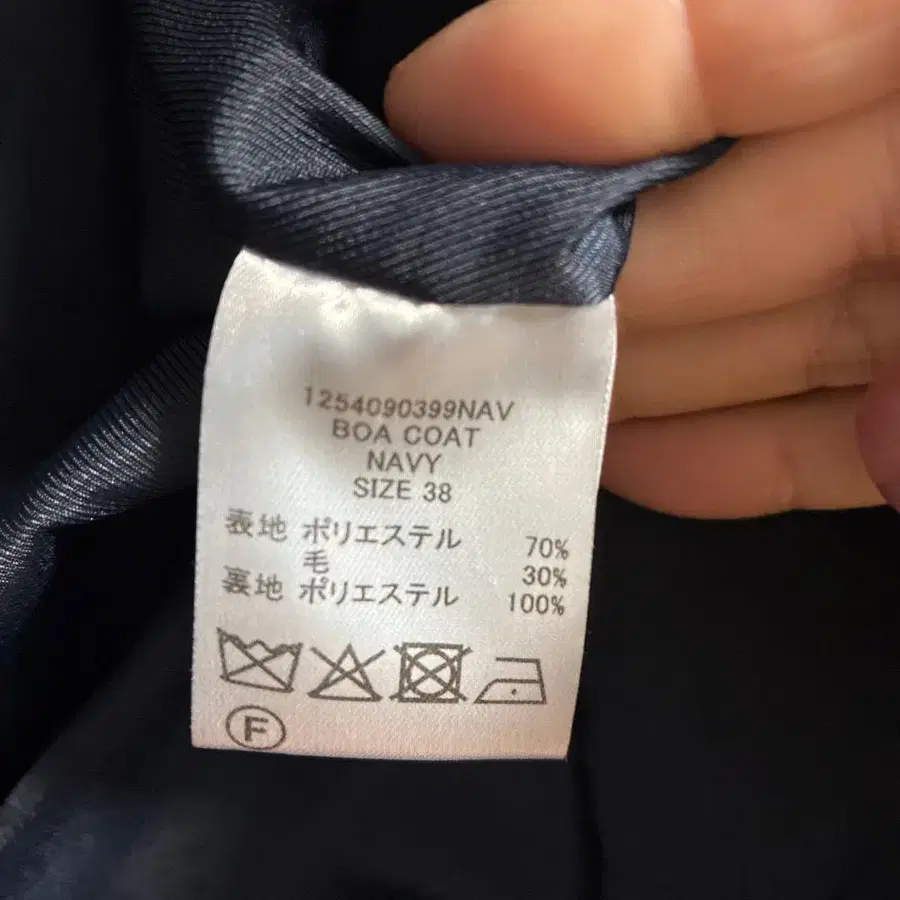 1254090399NAV
BOA COAT
NAVY
SIZE 38
表地 ポリエステル 70%
毛 30%
裏地 ポリエステル 100%
F